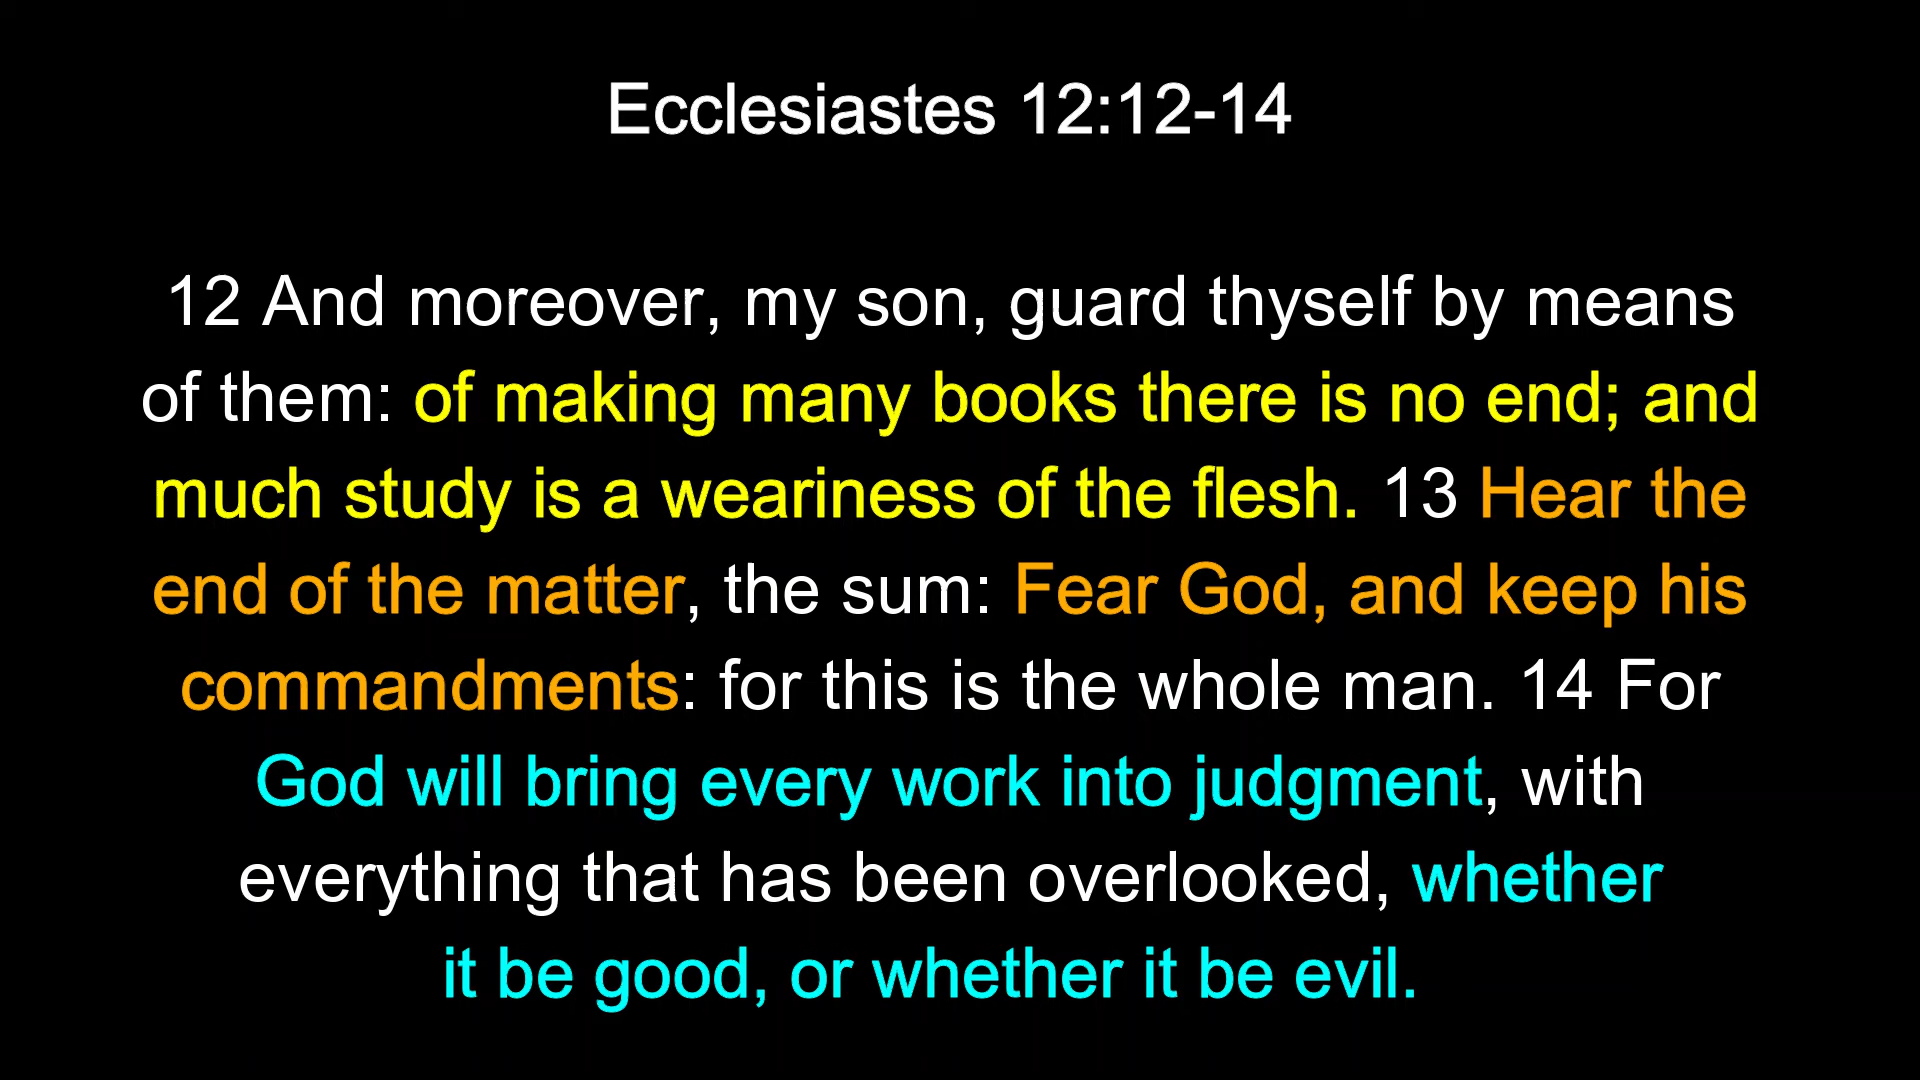 Ecclesiastes 12:12-14
12 And moreover, my son, guard thyself by means
of them: of making many books there is no end; and
much study is a weariness of the flesh. 13 Hear the
end of the matter, the sum: Fear God, and keep his
commandments: for this is the whole man. 14 For
God will bring every work into judgment, with
everything that has been overlooked, whether
it be good, or whether it be evil.